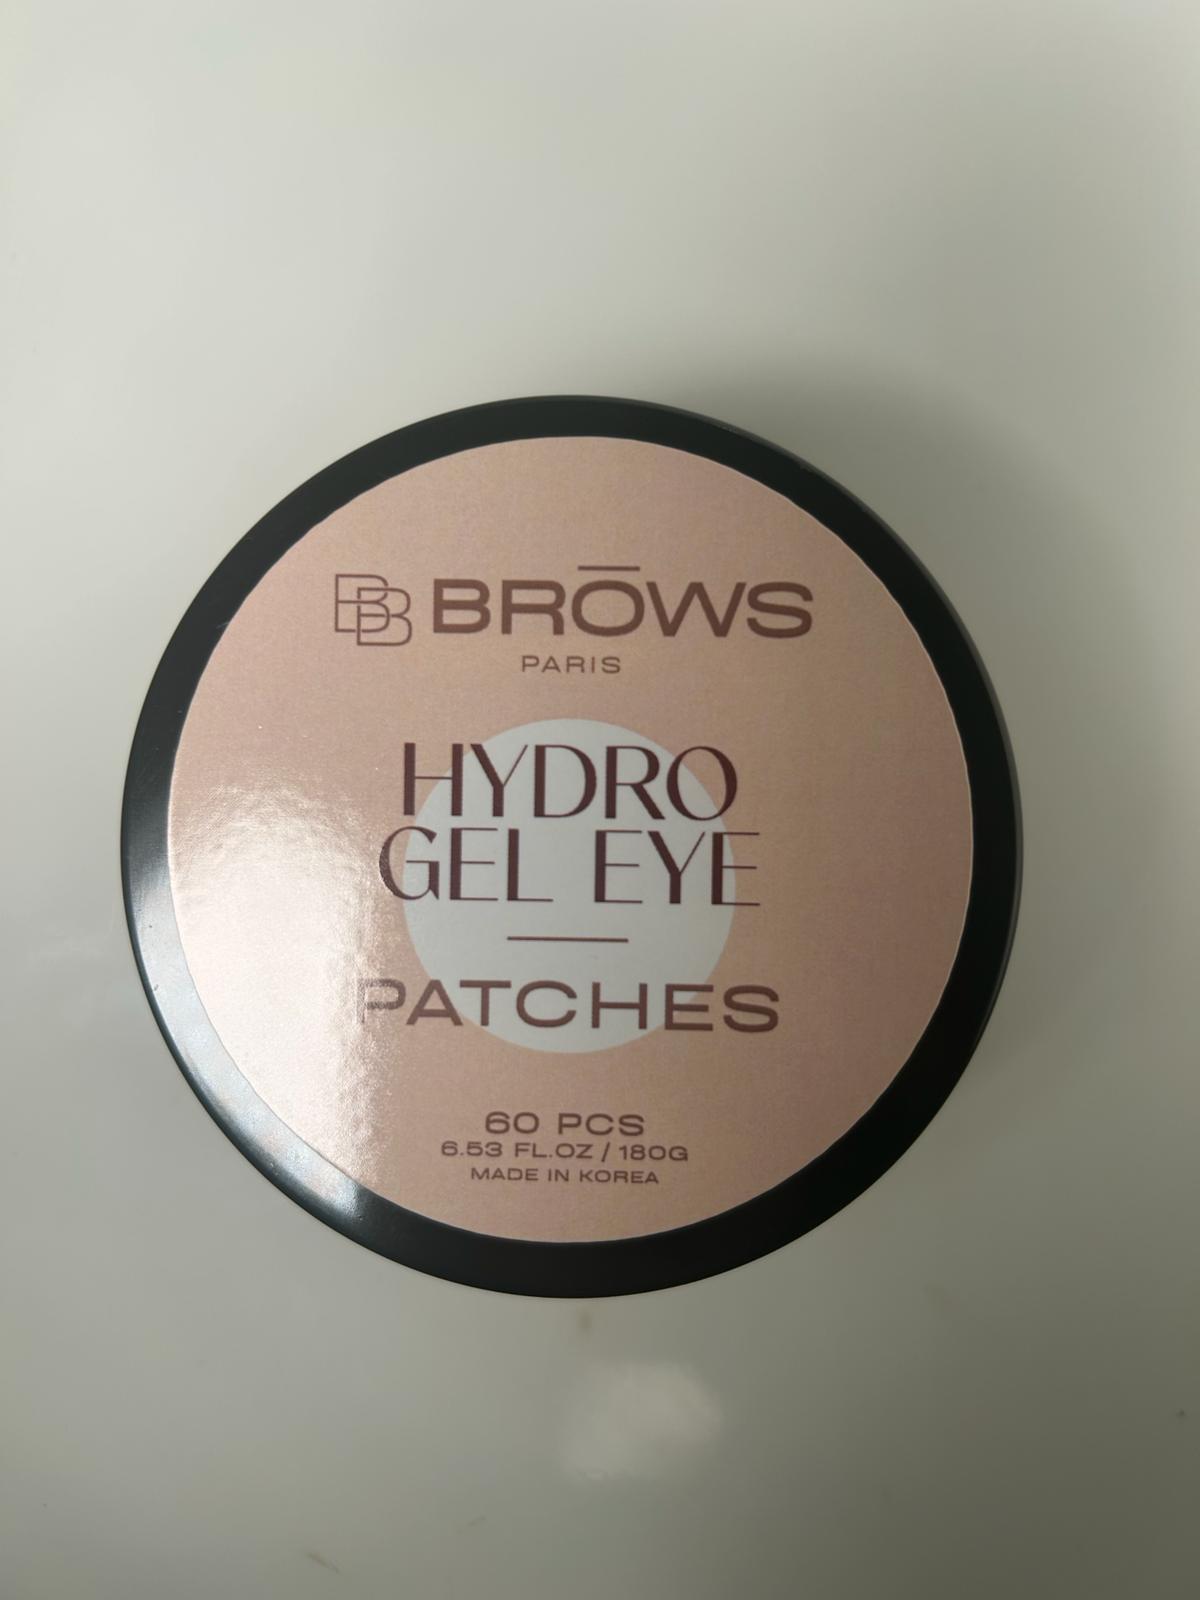 BB BRŌWS
PARIS
HYDRO
GEL EYE
PATCHES
60 PCS
6.53 FL.OZ / 180G
MADE IN KOREA